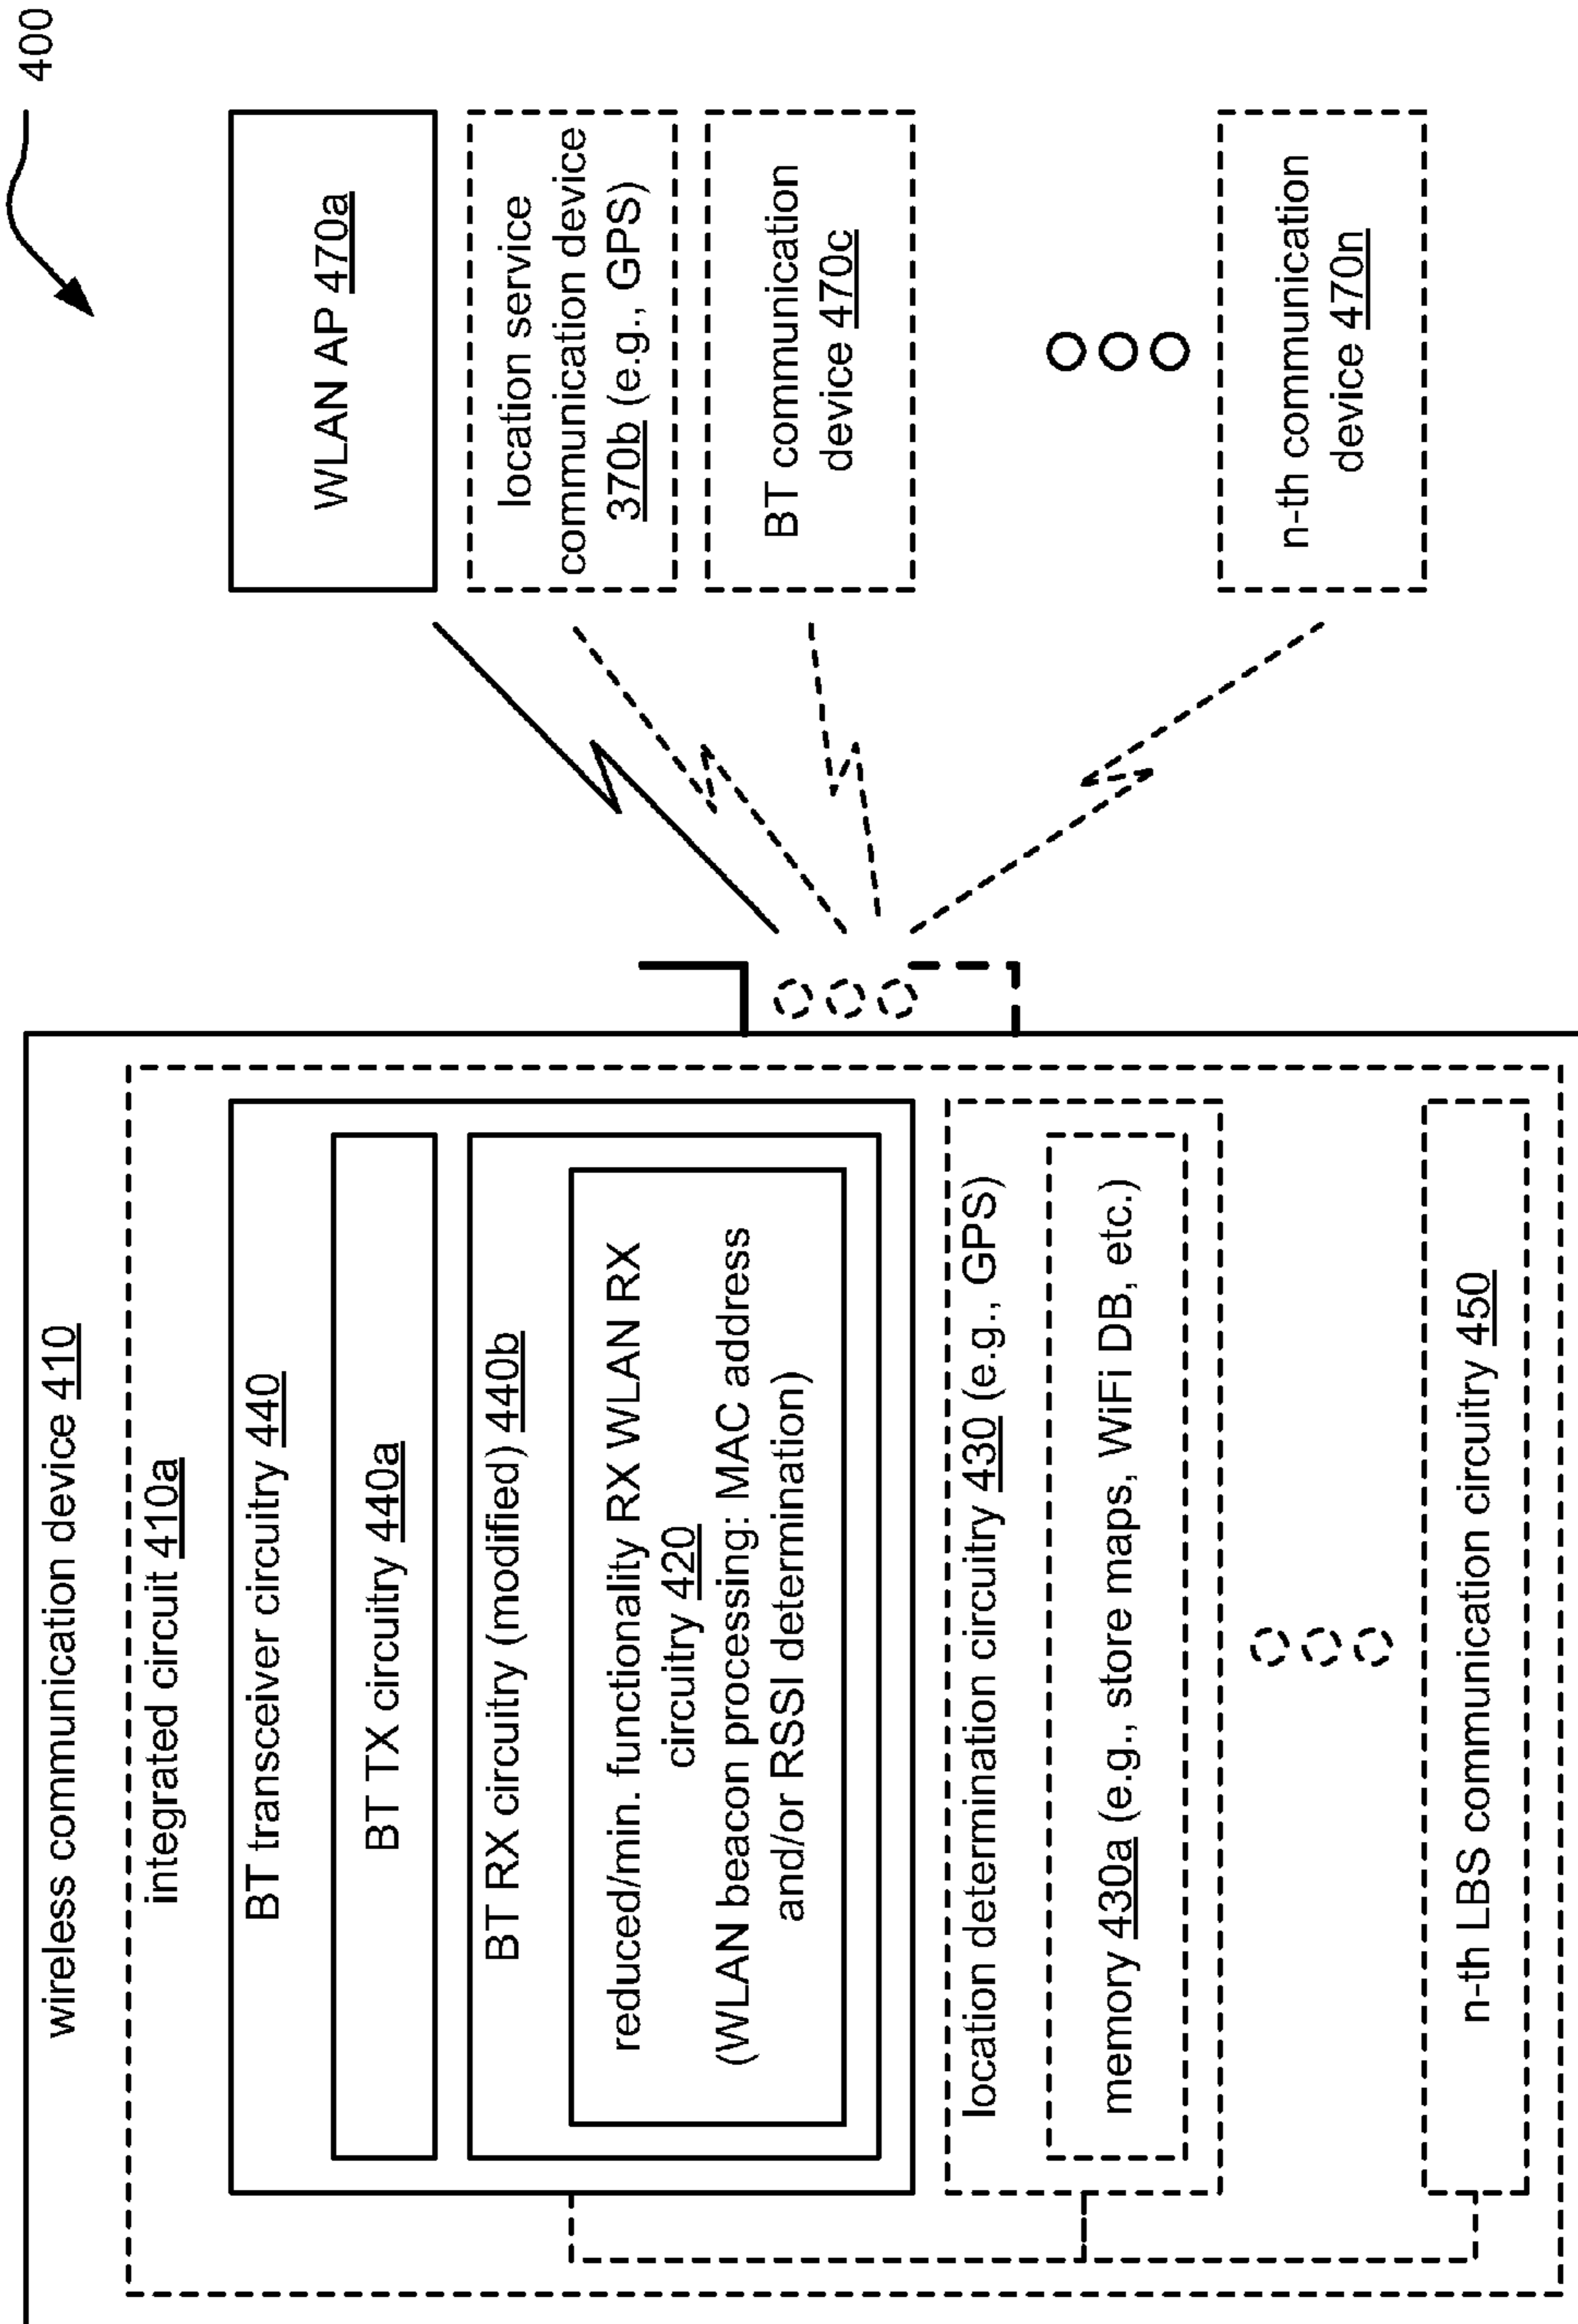 400
wireless communication device 410
integrated circuit 410a
BT transceiver circuitry 440
BT TX circuitry 440a
BT RX circuitry (modified) 440b
reduced/min. functionality RX WLAN RX
circuitry 420
(WLAN beacon processing: MAC address
and/or RSSI determination)
location determination circuitry 430 (e.g., GPS)
memory 430a (e.g., store maps, WiFi DB, etc.)
n-th LBS communication circuitry 450
WLAN AP 470a
location service
communication device
370b (e.g., GPS)
BT communication
device 470c
n-th communication
device 470n